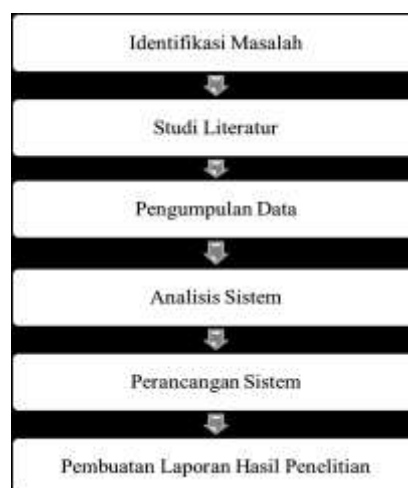 Identifikasi Masalah
Studi Literatur
Pengumpulan Data
Analisis Sistem
Perancangan Sistem
Pembuatan Laporan Hasil Penelitian